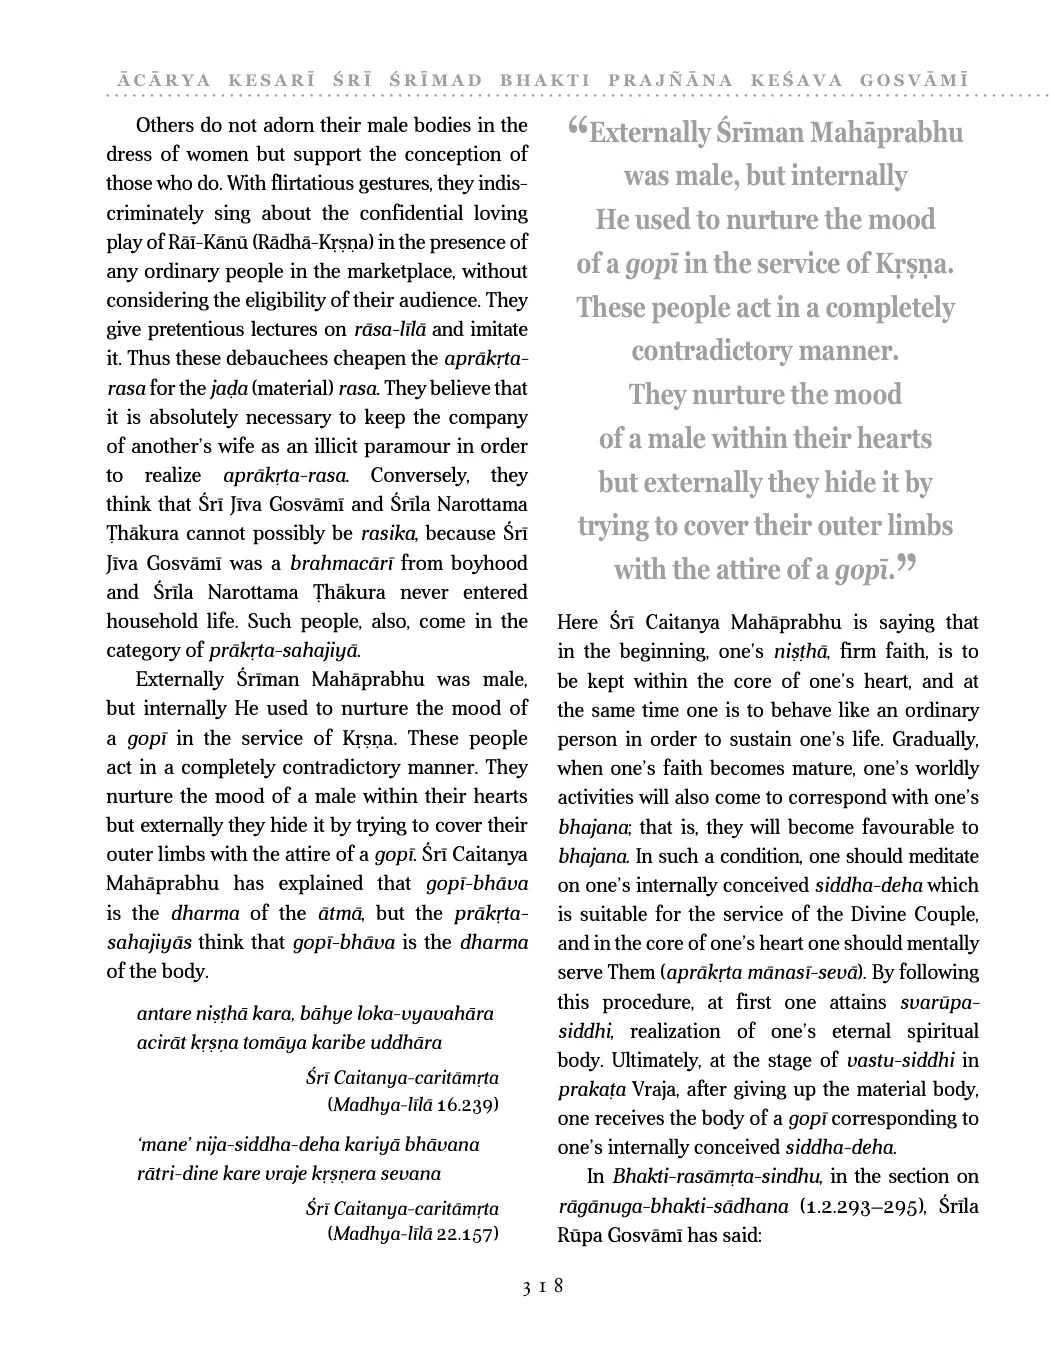 ĀCĀRYA KESARĪ ŚRĪ ŚRĪMAD BHAKTI PRAJÑĀNA KEŚAVA GOSVĀMĪ
Others do not adorn their male bodies in the
dress of women but support the conception of
those who do. With flirtatious gestures, they indis-
criminately sing about the confidential loving
play of Rāī-Kānū (Rādhā-Kṛṣṇa) in the presence of
any ordinary people in the marketplace, without
considering the eligibility of their audience. They
give pretentious lectures on rāsa-līlā and imitate
it. Thus these debauchees cheapen the aprākṛta-
rasa for the jaḍa (material) rasa. They believe that
it is absolutely necessary to keep the company
of another’s wife as an illicit paramour in order
to realize aprākṛta-rasa. Conversely, they
think that Śrī Jīva Gosvāmī and Śrīla Narottama
Ṭhākura cannot possibly be rasika, because Śrī
Jīva Gosvāmī was a brahmacārī from boyhood
and Śrīla Narottama Ṭhākura never entered
household life. Such people, also, come in the
category of prākṛta-sahajiyā.
Externally Śrīman Mahāprabhu was male,
but internally He used to nurture the mood of
a gopī in the service of Kṛṣṇa. These people
act in a completely contradictory manner. They
nurture the mood of a male within their hearts
but externally they hide it by trying to cover their
outer limbs with the attire of a gopī. Śrī Caitanya
Mahāprabhu has explained that gopī-bhāva
is the dharma of the ātmā, but the prākṛta-
sahajiyās think that gopī-bhāva is the dharma
of the body.
antare niṣṭhā kara, bāhye loka-vyavahāra
acirāt kṛṣṇa tomāya karibe uddhāra
Śrī Caitanya-caritāmṛta
(Madhya-līlā 16.239)
‘mane’ nija-siddha-deha kariyā bhāvana
rātri-dine kare vraje kṛṣṇera sevana
Śrī Caitanya-caritāmṛta
(Madhya-līlā 22.157)
“Externally Śrīman Mahāprabhu
was male, but internally
He used to nurture the mood
of a gopī in the service of Kṛṣṇa.
These people act in a completely
contradictory manner.
They nurture the mood
of a male within their hearts
but externally they hide it by
trying to cover their outer limbs
with the attire of a gopī.”
Here Śrī Caitanya Mahāprabhu is saying that
in the beginning, one’s niṣṭhā, firm faith, is to
be kept within the core of one’s heart, and at
the same time one is to behave like an ordinary
person in order to sustain one’s life. Gradually,
when one’s faith becomes mature, one’s worldly
activities will also come to correspond with one’s
bhajana; that is, they will become favourable to
bhajana. In such a condition, one should meditate
on one’s internally conceived siddha-deha which
is suitable for the service of the Divine Couple,
and in the core of one’s heart one should mentally
serve Them (aprākṛta mānasī-sevā). By following
this procedure, at first one attains svarūpa-
siddhi, realization of one’s eternal spiritual
body. Ultimately, at the stage of vastu-siddhi in
prakaṭa Vraja, after giving up the material body,
one receives the body of a gopī corresponding to
one’s internally conceived siddha-deha.
In Bhakti-rasāmṛta-sindhu, in the section on
rāgānuga-bhakti-sādhana (1.2.293–295), Śrīla
Rūpa Gosvāmī has said:
318